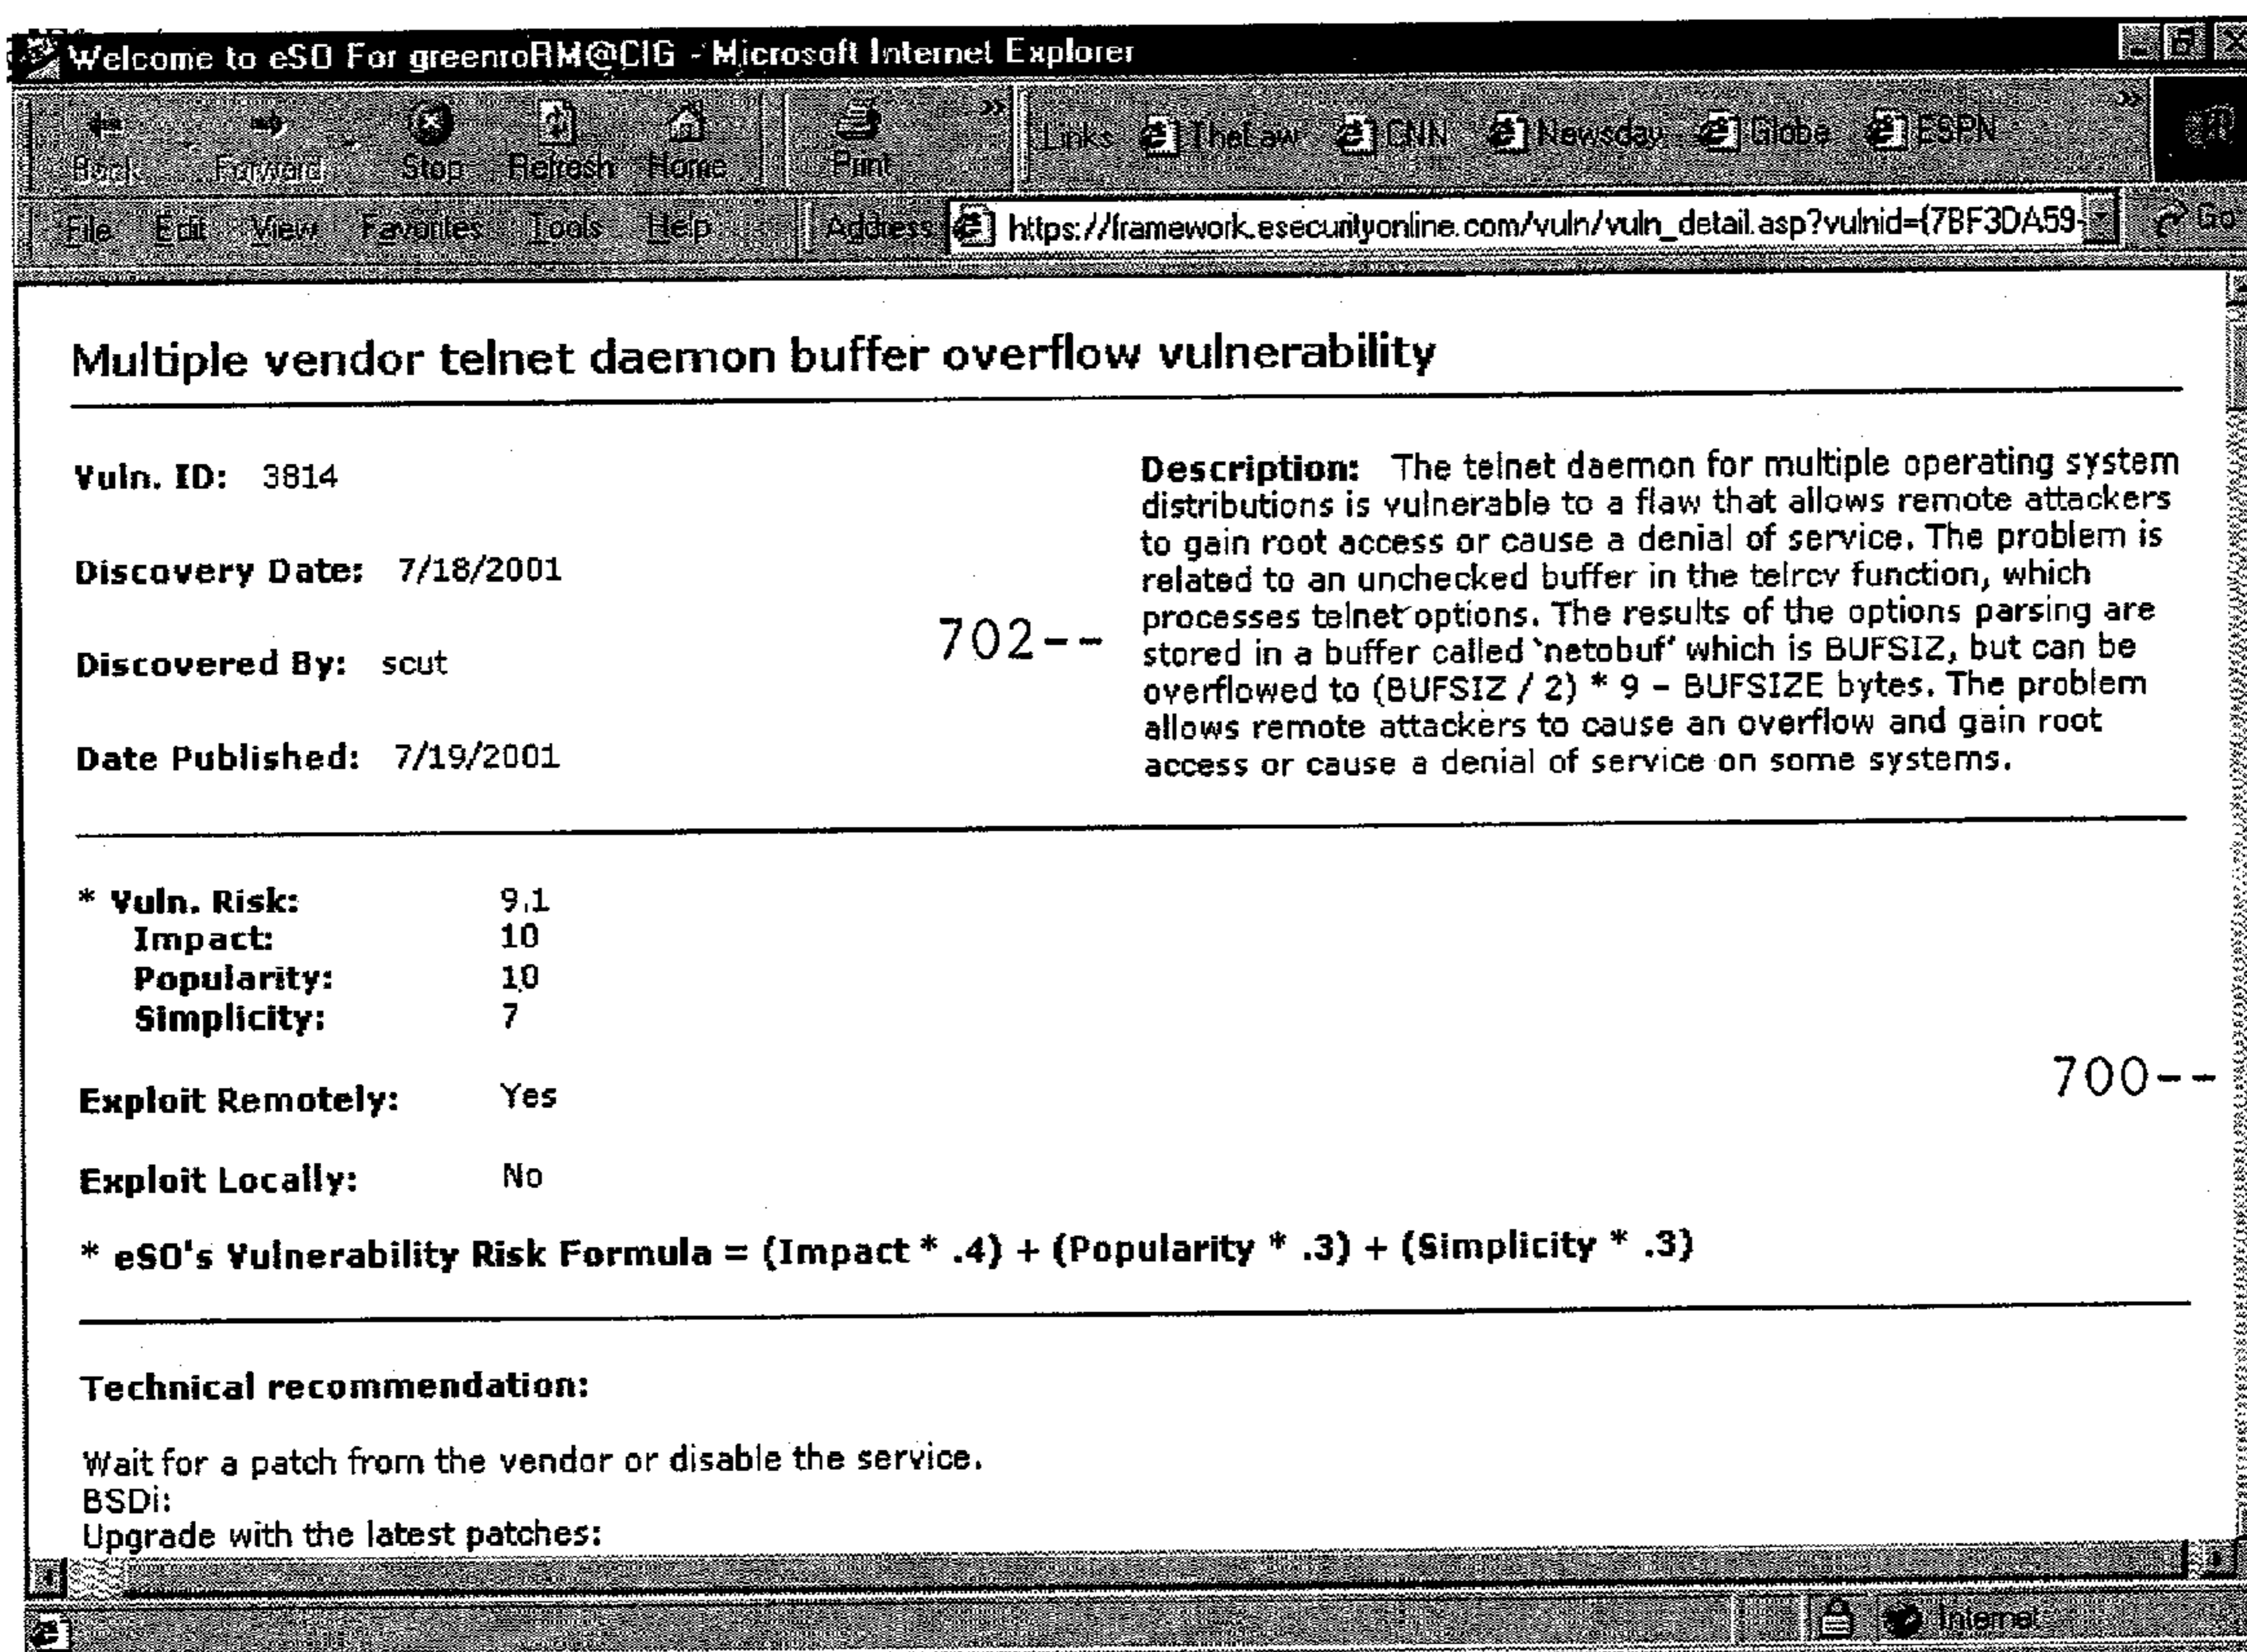 Welcome to eSO For greenroRM@CIG - Microsoft Internet Explorer
Back Forward Stop Refresh Home Print » Links TheLaw CNN Newsday Globe ESPN »
File Edit View Favorites Tools Help Address https://framework.esecurityonline.com/vuln/vuln_detail.asp?vulnid={7BF3DA59- Go
Multiple vendor telnet daemon buffer overflow vulnerability
Vuln. ID: 3814
Discovery Date: 7/18/2001
Discovered By: scut
Date Published: 7/19/2001
702--
Description: The telnet daemon for multiple operating system
distributions is vulnerable to a flaw that allows remote attackers
to gain root access or cause a denial of service. The problem is
related to an unchecked buffer in the telrcv function, which
processes telnet options. The results of the options parsing are
stored in a buffer called `netobuf' which is BUFSIZ, but can be
overflowed to (BUFSIZ / 2) * 9 - BUFSIZE bytes. The problem
allows remote attackers to cause an overflow and gain root
access or cause a denial of service on some systems.
* Vuln. Risk: 9.1
Impact: 10
Popularity: 10
Simplicity: 7
700--
Exploit Remotely: Yes
Exploit Locally: No
* eSO's Vulnerability Risk Formula = (Impact * .4) + (Popularity * .3) + (Simplicity * .3)
Technical recommendation:
Wait for a patch from the vendor or disable the service.
BSDi:
Upgrade with the latest patches:
Internet